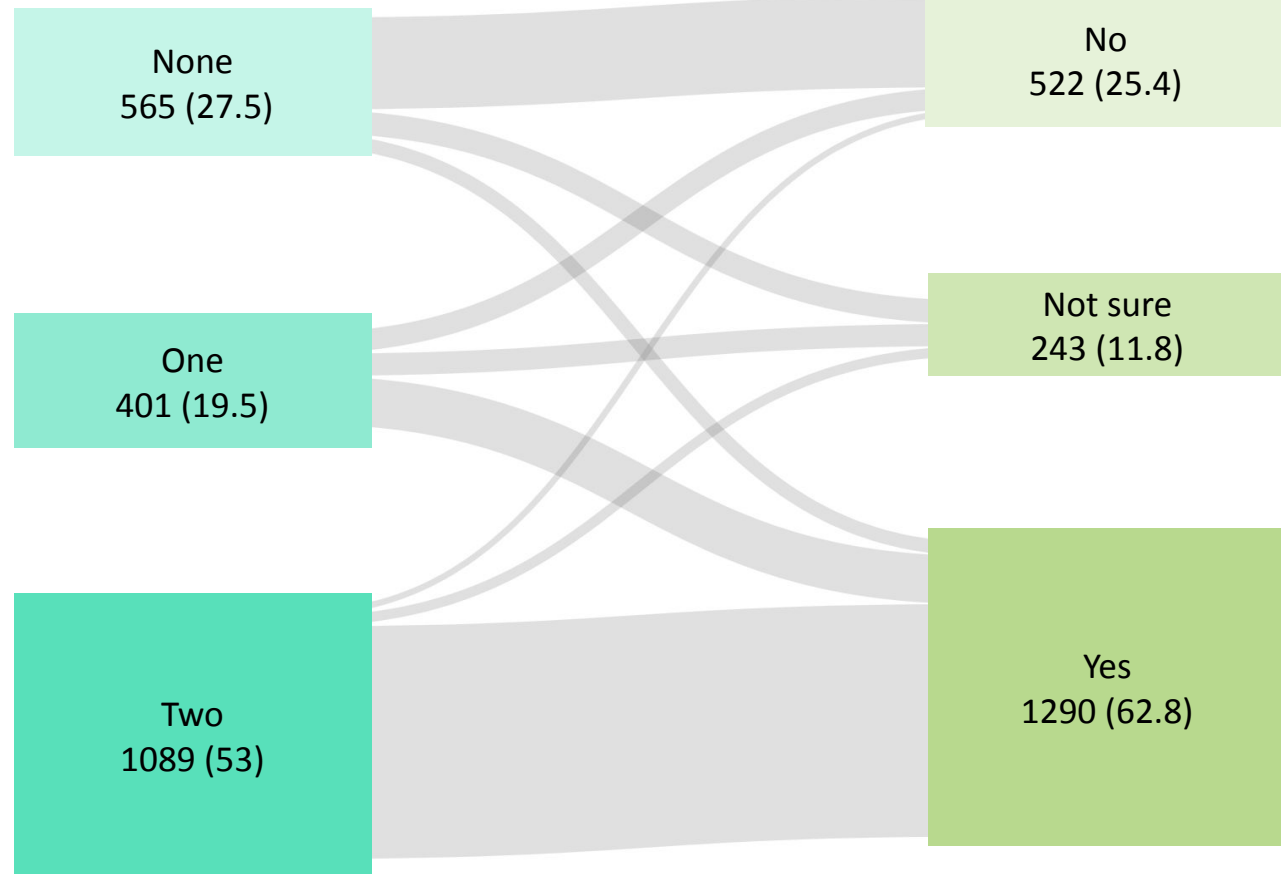 None
565 (27.5)
One
401 (19.5)
Two
1089 (53)
No
522 (25.4)
Not sure
243 (11.8)
Yes
1290 (62.8)